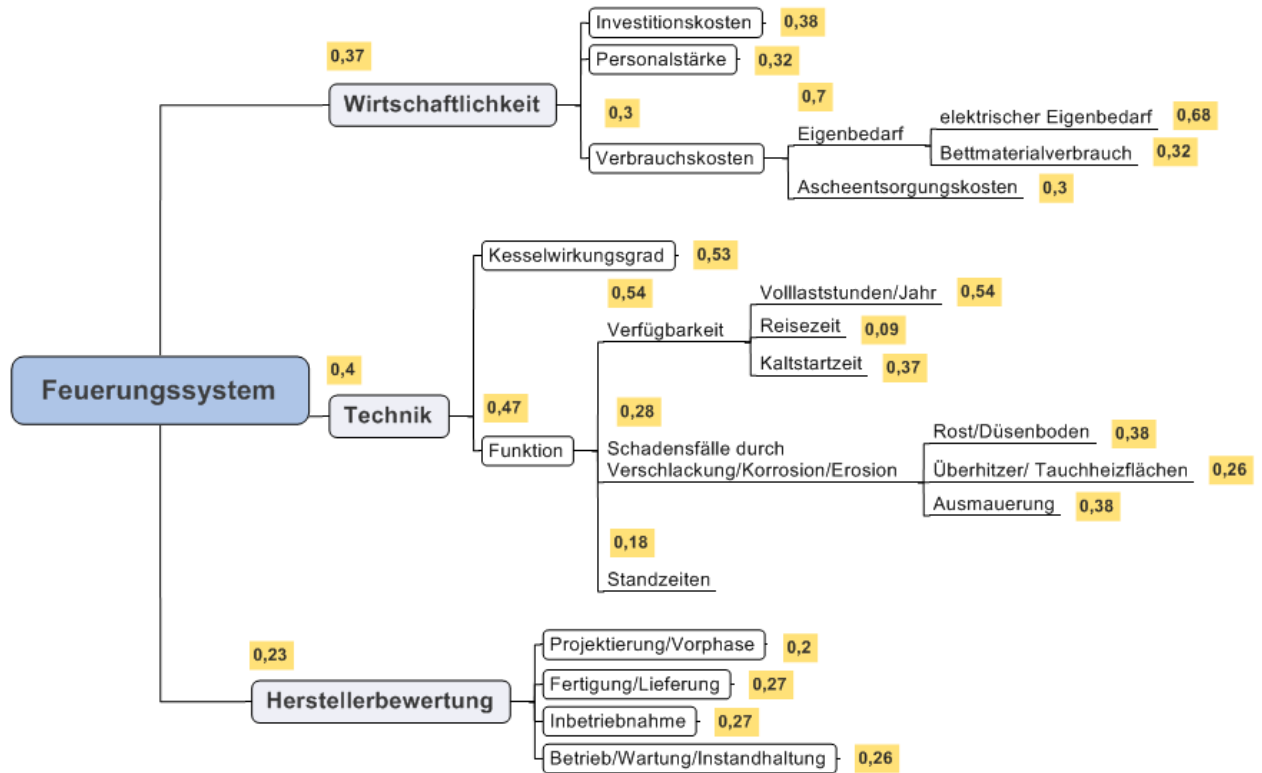 Feuerungssystem
0,37
Wirtschaftlichkeit
Investitionskosten
0,38
Personalstärke
0,32
0,3
Verbrauchskosten
0,7
Eigenbedarf
elektrischer Eigenbedarf
0,68
Bettmaterialverbrauch
0,32
Ascheentsorgungskosten
0,3
0,4
Technik
Kesselwirkungsgrad
0,53
0,47
Funktion
0,54
Verfügbarkeit
Volllaststunden/Jahr
0,54
Reisezeit
0,09
Kaltstartzeit
0,37
0,28
Schadensfälle durch
Verschlackung/Korrosion/Erosion
Rost/Düsenboden
0,38
Überhitzer/ Tauchheizflächen
0,26
Ausmauerung
0,38
0,18
Standzeiten
0,23
Herstellerbewertung
Projektierung/Vorphase
0,2
Fertigung/Lieferung
0,27
Inbetriebnahme
0,27
Betrieb/Wartung/Instandhaltung
0,26